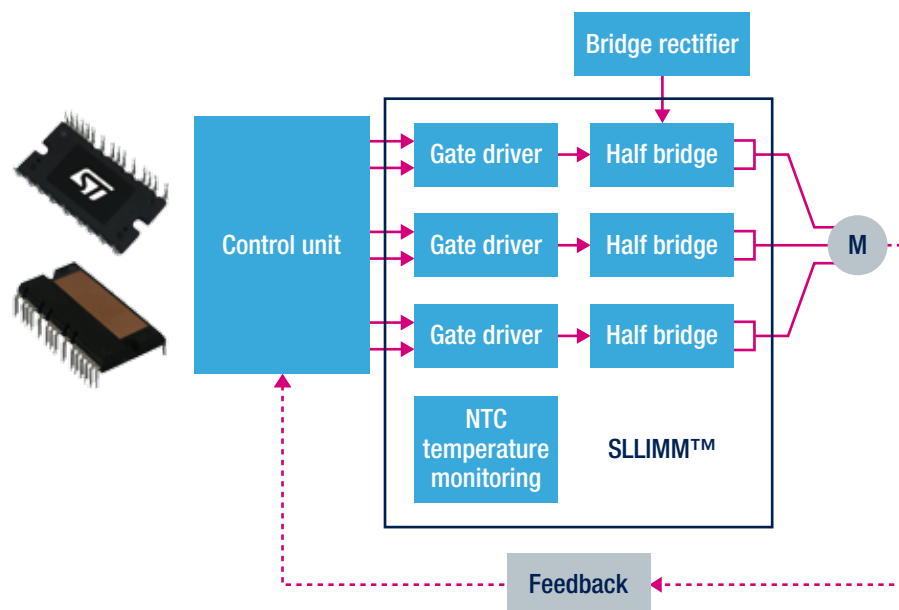 Bridge rectifier
Gate driver
Half bridge
ST
Control unit
Gate driver
Half bridge
M
Gate driver
Half bridge
NTC
temperature
monitoring
SLLIMM™
Feedback